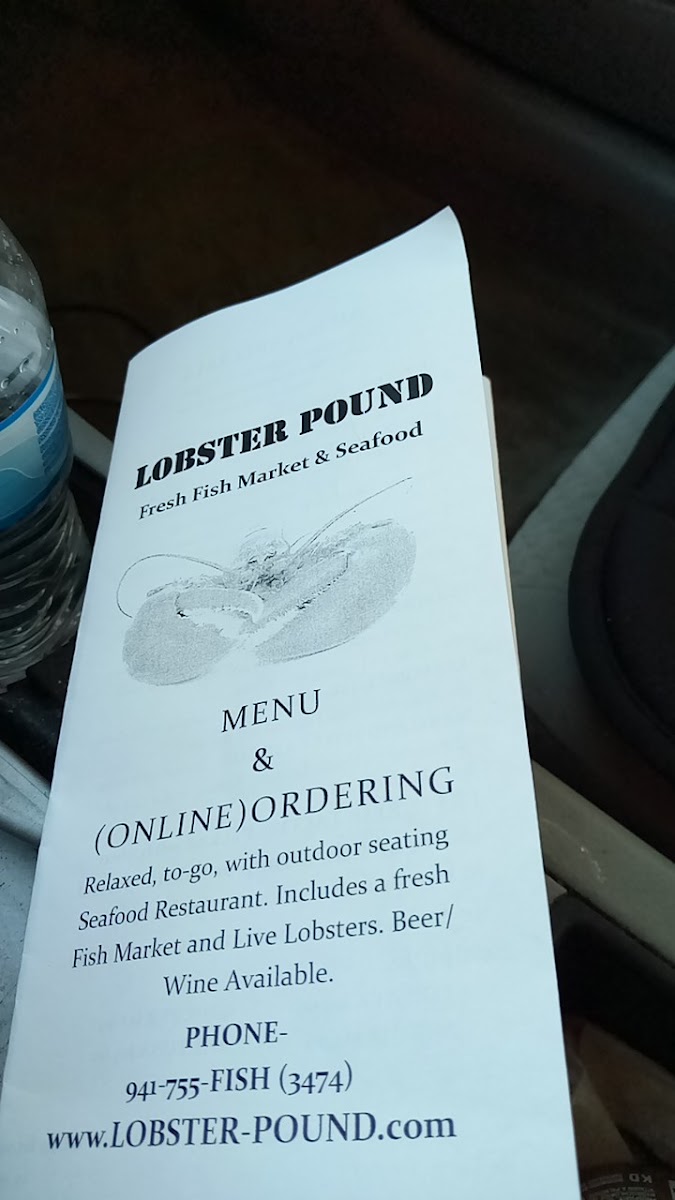 LOBSTER POUND
Fresh Fish Market & Seafood
MENU
&
(ONLINE)ORDERING
Relaxed, to-go, with outdoor seating
Seafood Restaurant. Includes a fresh
Fish Market and Live Lobsters. Beer/
Wine Available.
PHONE-
941-755-FISH (3474)
www.LOBSTER-POUND.com